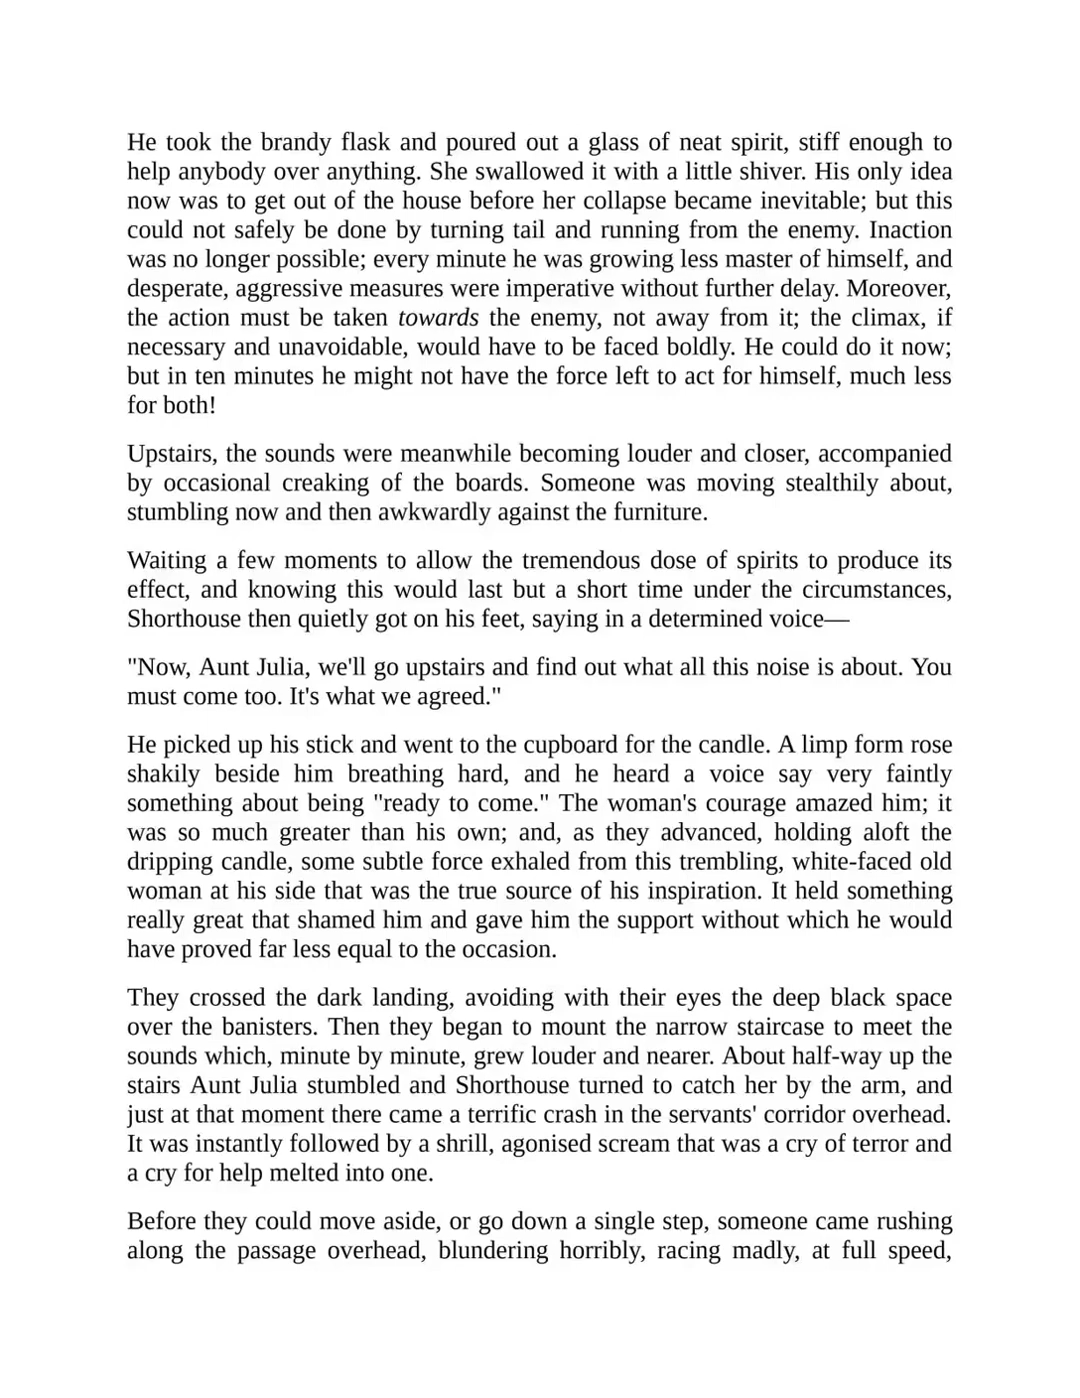 He took the brandy flask and poured out a glass of neat spirit, stiff enough to
help anybody over anything. She swallowed it with a little shiver. His only idea
now was to get out of the house before her collapse became inevitable; but this
could not safely be done by turning tail and running from the enemy. Inaction
was no longer possible; every minute he was growing less master of himself, and
desperate, aggressive measures were imperative without further delay. Moreover,
the action must be taken towards the enemy, not away from it; the climax, if
necessary and unavoidable, would have to be faced boldly. He could do it now;
but in ten minutes he might not have the force left to act for himself, much less
for both!
Upstairs, the sounds were meanwhile becoming louder and closer, accompanied
by occasional creaking of the boards. Someone was moving stealthily about,
stumbling now and then awkwardly against the furniture.
Waiting a few moments to allow the tremendous dose of spirits to produce its
effect, and knowing this would last but a short time under the circumstances,
Shorthouse then quietly got on his feet, saying in a determined voice—
"Now, Aunt Julia, we'll go upstairs and find out what all this noise is about. You
must come too. It's what we agreed."
He picked up his stick and went to the cupboard for the candle. A limp form rose
shakily beside him breathing hard, and he heard a voice say very faintly
something about being "ready to come." The woman's courage amazed him; it
was so much greater than his own; and, as they advanced, holding aloft the
dripping candle, some subtle force exhaled from this trembling, white-faced old
woman at his side that was the true source of his inspiration. It held something
really great that shamed him and gave him the support without which he would
have proved far less equal to the occasion.
They crossed the dark landing, avoiding with their eyes the deep black space
over the banisters. Then they began to mount the narrow staircase to meet the
sounds which, minute by minute, grew louder and nearer. About half-way up the
stairs Aunt Julia stumbled and Shorthouse turned to catch her by the arm, and
just at that moment there came a terrific crash in the servants' corridor overhead.
It was instantly followed by a shrill, agonised scream that was a cry of terror and
a cry for help melted into one.
Before they could move aside, or go down a single step, someone came rushing
along the passage overhead, blundering horribly, racing madly, at full speed,